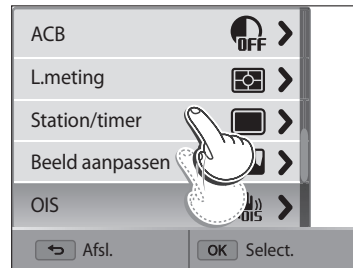 ACB OFF
L.meting
Station/timer
Beeld aanpassen
OIS OIS
Afsl. OK Select.